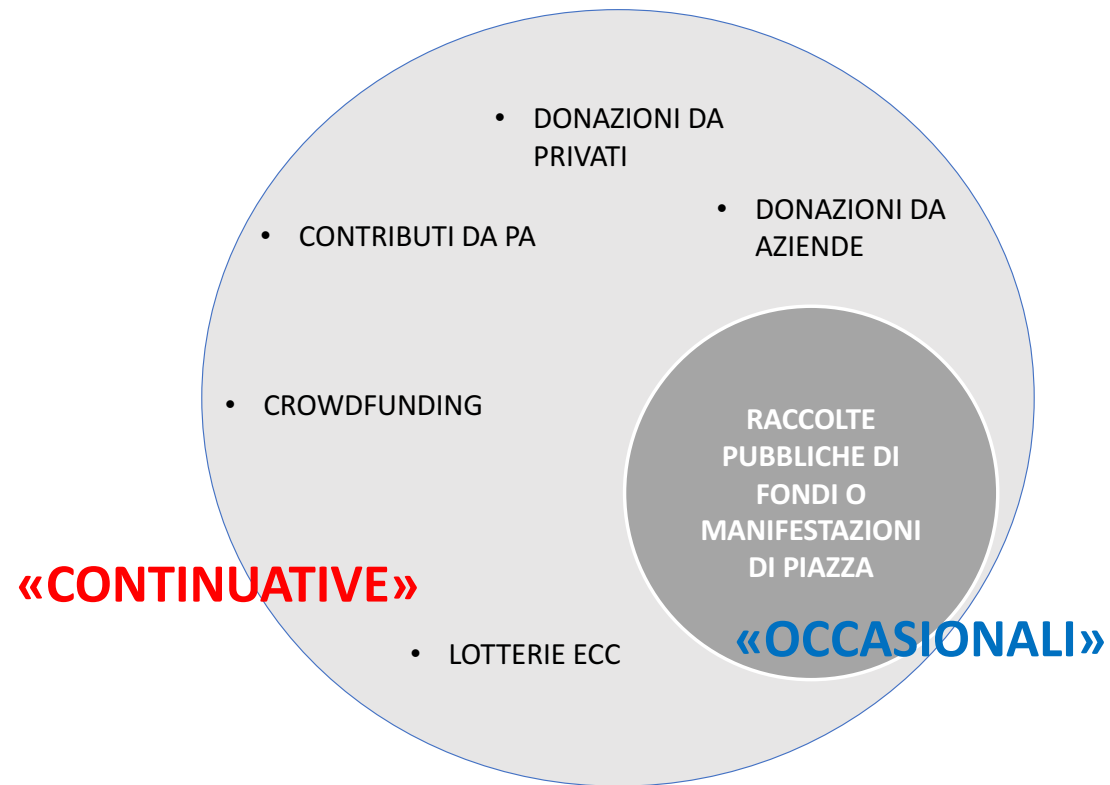 • DONAZIONI DA
PRIVATI
• DONAZIONI DA
AZIENDE
• CONTRIBUTI DA PA
• CROWDFUNDING
RACCOLTE
PUBBLICHE DI
FONDI O
MANIFESTAZIONI
DI PIAZZA
«CONTINUATIVE»
«OCCASIONALI»
• LOTTERIE ECC